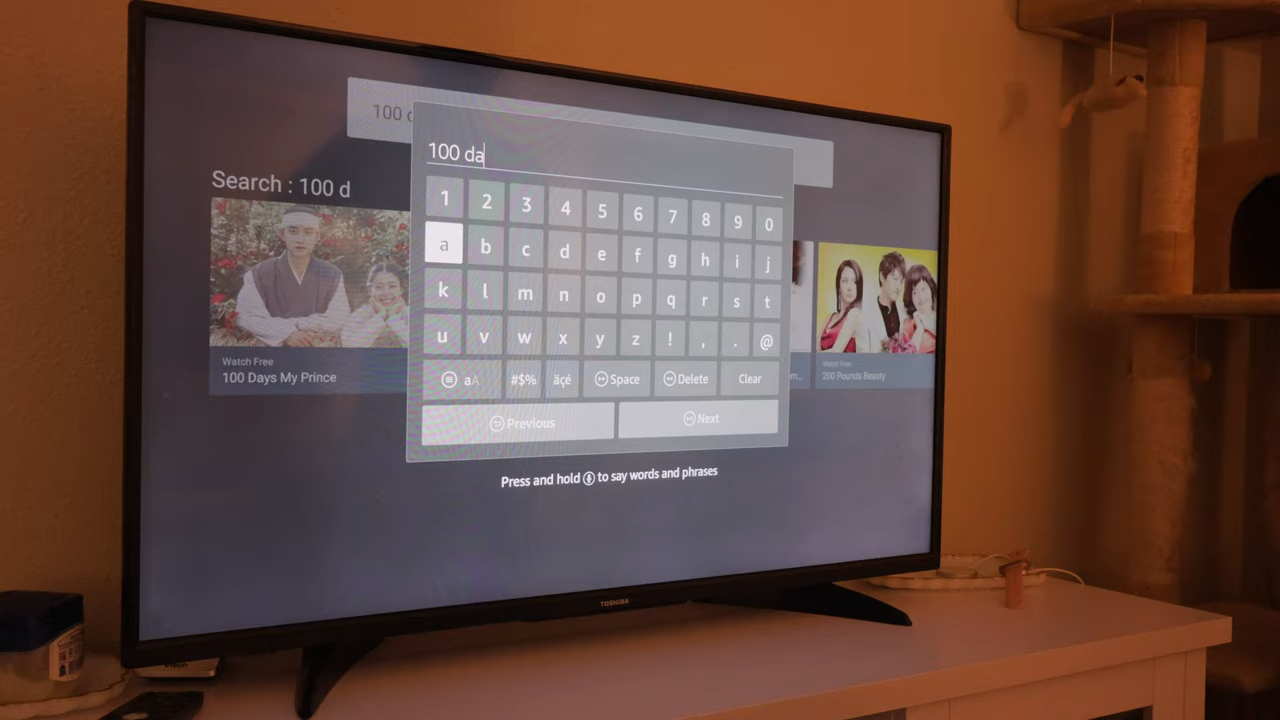 100 d
100 da
Search : 100 d
1 2 3 4 5 6 7 8 9 0
a b c d e f g h i j
k l m n o p q r s t
u v w x y z ! , . @
aA #$% äçé Space Delete Clear
Previous Next
Watch Free
100 Days My Prince
Watch Free
200 Pounds Beauty
Press and hold to say words and phrases
TOSHIBA